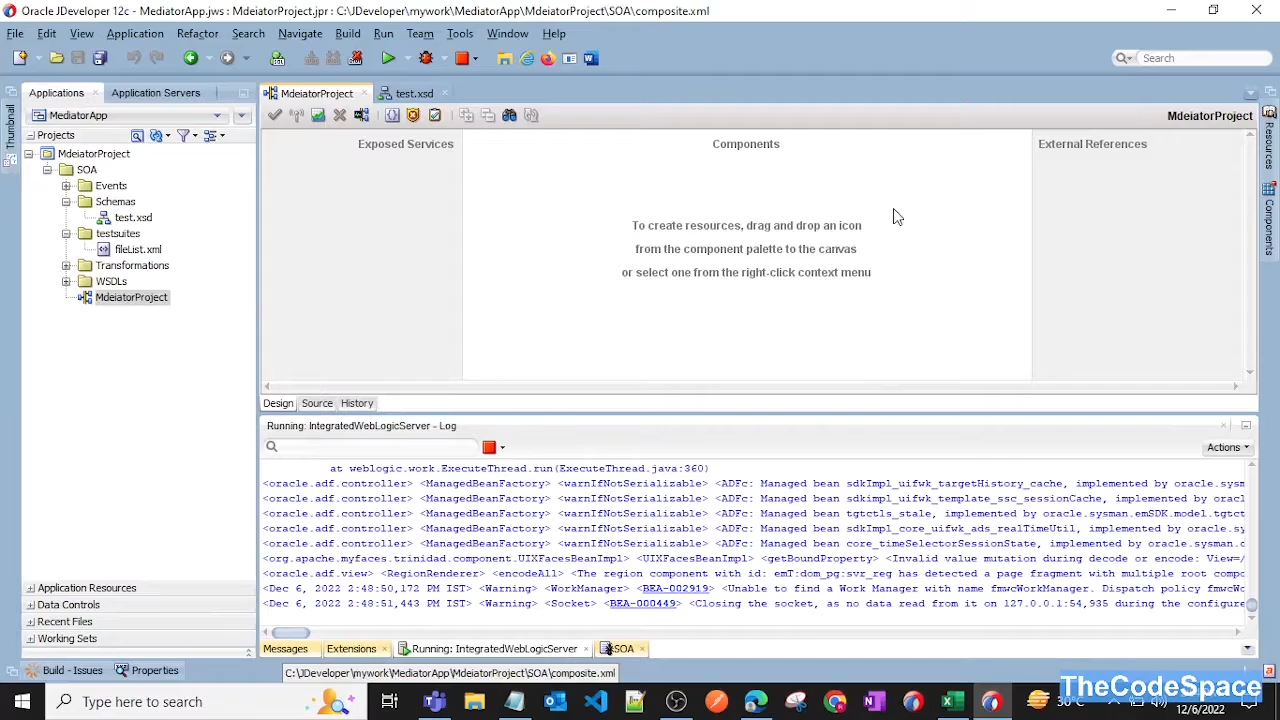 Oracle JDeveloper 12c - MediatorApp.jws : MdeiatorProject.jpr : C:\JDeveloper\mywork\MediatorApp\MdeiatorProject\SOA\composite.xml
File Edit View Application Refactor Search Navigate Build Run Team Tools Window Help
Search
Applications Application Servers MdeiatorProject test.xsd
Thumbnail
MediatorApp
MdeiatorProject
Projects
MdeiatorProject
SOA
Events
Schemas
test.xsd
testsuites
fileList.xml
Transformations
WSDLs
MdeiatorProject
Application Resources
Data Controls
Recent Files
Working Sets
Exposed Services Components External References
To create resources, drag and drop an icon
from the component palette to the canvas
or select one from the right-click context menu
Resources
Components
Design Source History
Running: IntegratedWebLogicServer - Log
Actions
at weblogic.work.ExecuteThread.run(ExecuteThread.java:360)
<oracle.adf.controller> <ManagedBeanFactory> <warnIfNotSerializable> <ADFc: Managed bean sdkImpl_uifwk_targetHistory_cache, implemented by oracle.sysm
<oracle.adf.controller> <ManagedBeanFactory> <warnIfNotSerializable> <ADFc: Managed bean sdkimpl_uifwk_template_ssc_sessionCache, implemented by oracl
<oracle.adf.controller> <ManagedBeanFactory> <warnIfNotSerializable> <ADFc: Managed bean tgtctls_stale, implemented by oracle.sysman.emSDK.model.tgtct
<oracle.adf.controller> <ManagedBeanFactory> <warnIfNotSerializable> <ADFc: Managed bean sdkImpl_core_uifwk_ads_realTimeUtil, implemented by oracle.sy
<oracle.adf.controller> <ManagedBeanFactory> <warnIfNotSerializable> <ADFc: Managed bean core_timeSelectorSessionState, implemented by oracle.sysman.
<org.apache.myfaces.trinidad.component.UIXFacesBeanImpl> <UIXFacesBeanImpl> <getBoundProperty> <Invalid value mutation during decode or encode: View=/
<oracle.adf.view> <RegionRenderer> <encodeAll> <The region component with id: emT:dom_pg:svr_reg has detected a page fragment with multiple root compo
<Dec 6, 2022 2:48:50,172 PM IST> <Warning> <WorkManager> <BEA-002919> <Unable to find a Work Manager with name fmwcWorkManager. Dispatch policy fmwcWo
<Dec 6, 2022 2:48:51,443 PM IST> <Warning> <Socket> <BEA-000449> <Closing the socket, as no data read from it on 127.0.0.1:54,935 during the configure
Messages Extensions Running: IntegratedWebLogicServer SOA
Build - Issues Properties
C:\JDeveloper\mywork\MediatorApp\MdeiatorProject\SOA\composite.xml
Type here to search
TheCodeSpace
12/6/2022